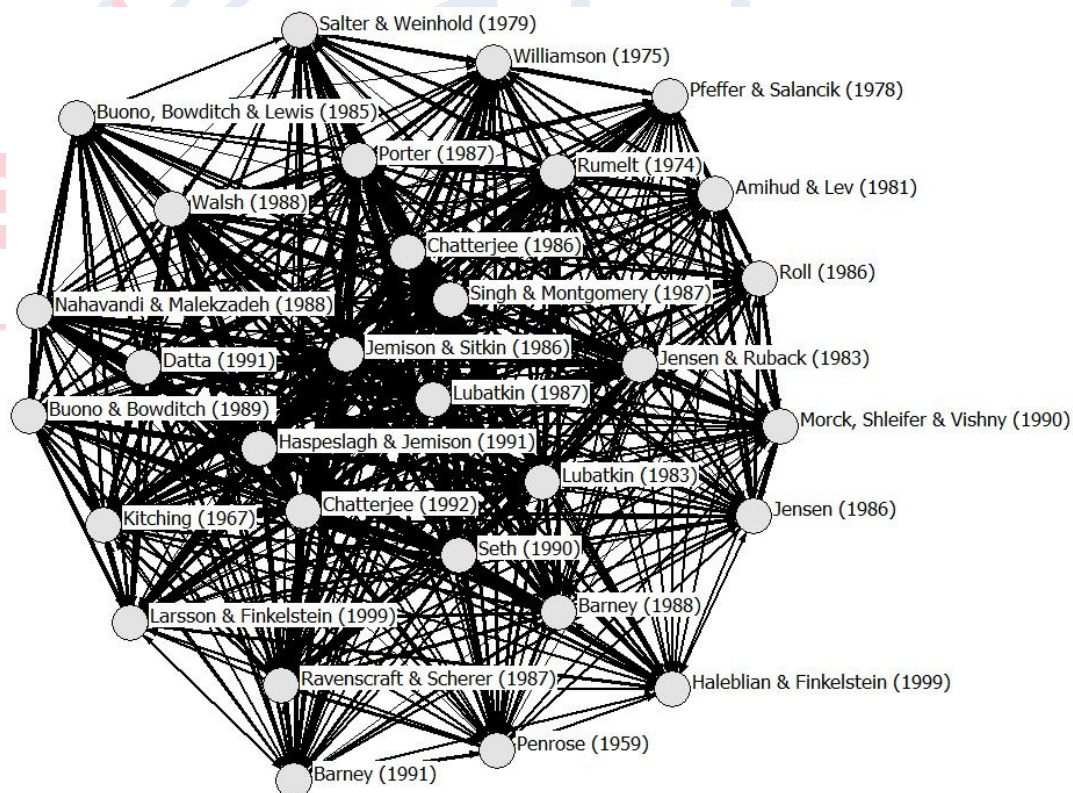 Salter & Weinhold (1979)
Williamson (1975)
Pfeffer & Salancik (1978)
Buono, Bowditch & Lewis (1985)
Porter (1987)
Rumelt (1974)
Amihud & Lev (1981)
Walsh (1988)
Chatterjee (1986)
Roll (1986)
Singh & Montgomery (1987)
Nahavandi & Malekzadeh (1988)
Jemison & Sitkin (1986)
Jensen & Ruback (1983)
Datta (1991)
Lubatkin (1987)
Buono & Bowditch (1989)
Morck, Shleifer & Vishny (1990)
Haspeslagh & Jemison (1991)
Lubatkin (1983)
Chatterjee (1992)
Jensen (1986)
Kitching (1967)
Seth (1990)
Barney (1988)
Larsson & Finkelstein (1999)
Ravenscraft & Scherer (1987)
Haleblian & Finkelstein (1999)
Penrose (1959)
Barney (1991)